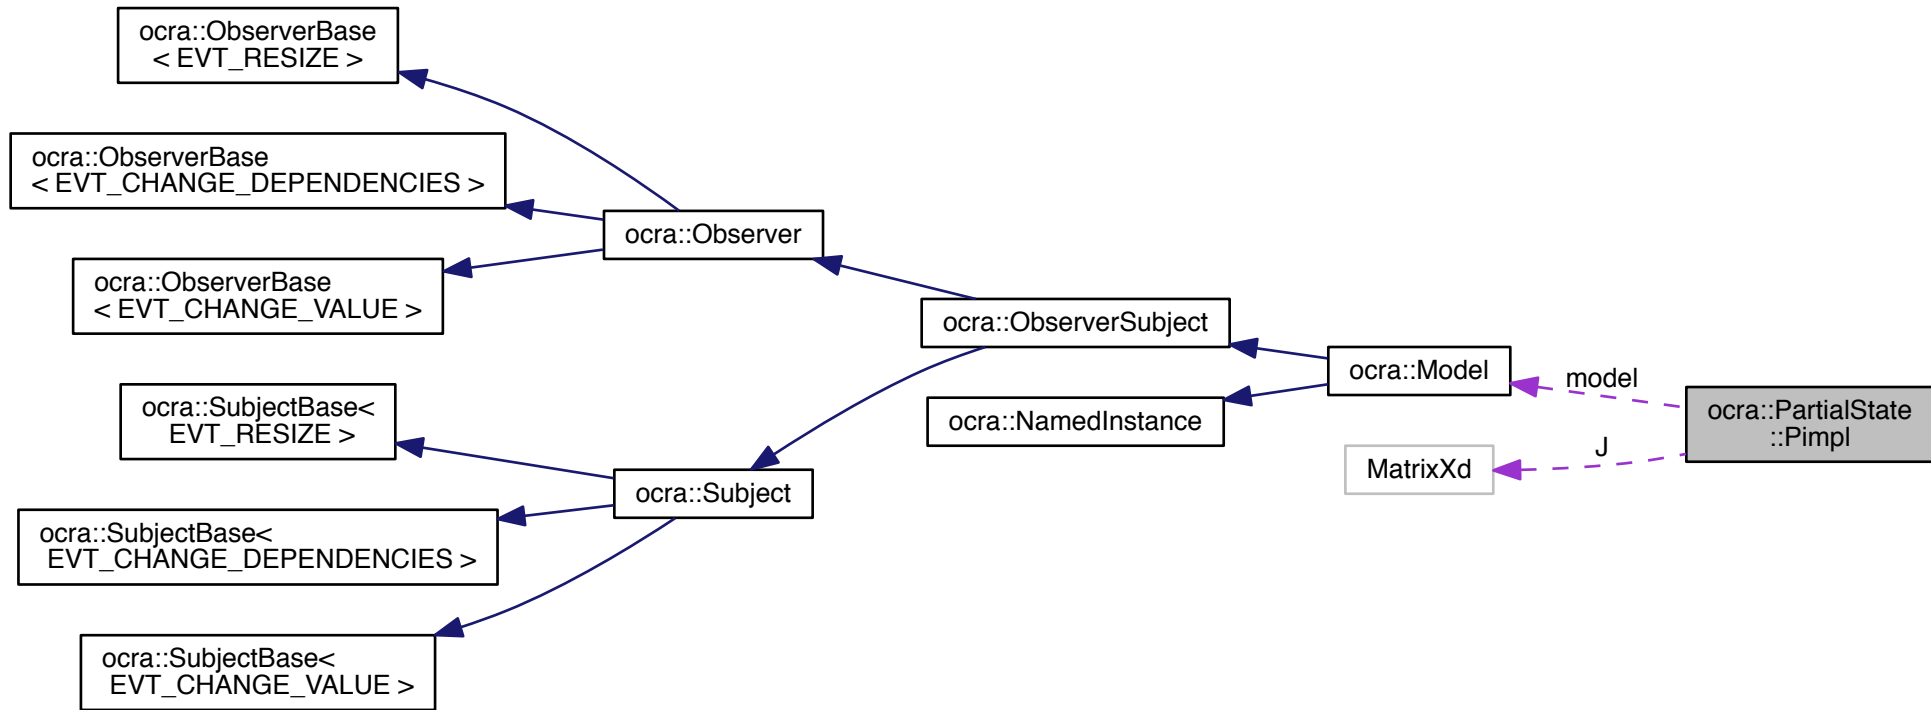 ocra::ObserverBase
< EVT_RESIZE >
ocra::ObserverBase
< EVT_CHANGE_DEPENDENCIES >
ocra::Observer
ocra::ObserverBase
< EVT_CHANGE_VALUE >
ocra::ObserverSubject
ocra::Model
model
ocra::PartialState
::Pimpl
ocra::SubjectBase<
EVT_RESIZE >
ocra::NamedInstance
J
MatrixXd
ocra::Subject
ocra::SubjectBase<
EVT_CHANGE_DEPENDENCIES >
ocra::SubjectBase<
EVT_CHANGE_VALUE >